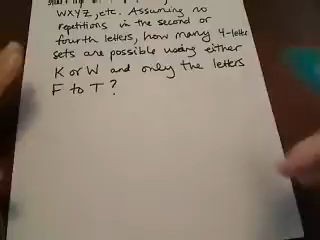 WXYZ, etc. Assuming no
repetitions in the second or
fourth letters, how many 4-letter
sets are possible using either
K or W and only the letters
F to T?